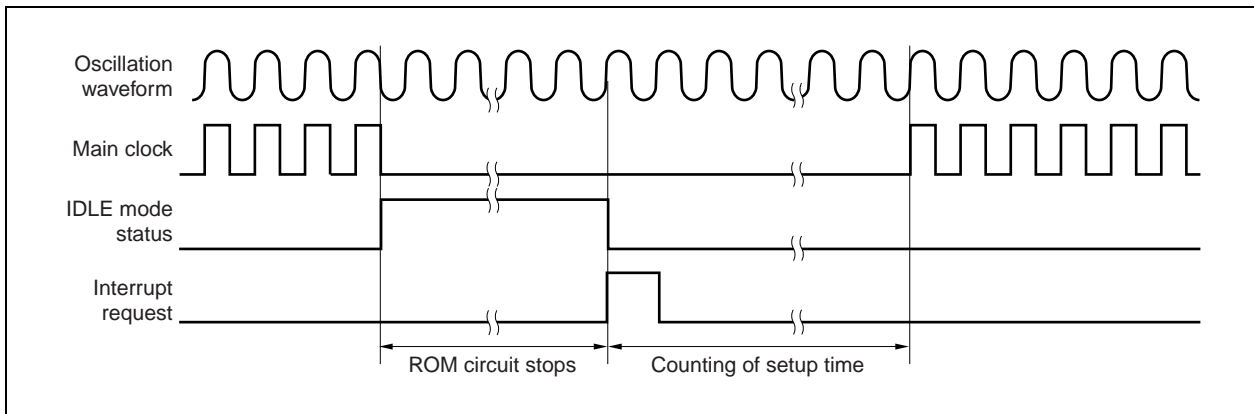 Oscillation
waveform
Main clock
IDLE mode
status
Interrupt
request
ROM circuit stops
Counting of setup time